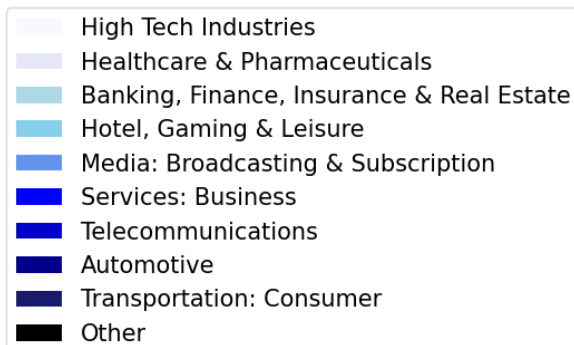 High Tech Industries
Healthcare & Pharmaceuticals
Banking, Finance, Insurance & Real Estate
Hotel, Gaming & Leisure
Media: Broadcasting & Subscription
Services: Business
Telecommunications
Automotive
Transportation: Consumer
Other